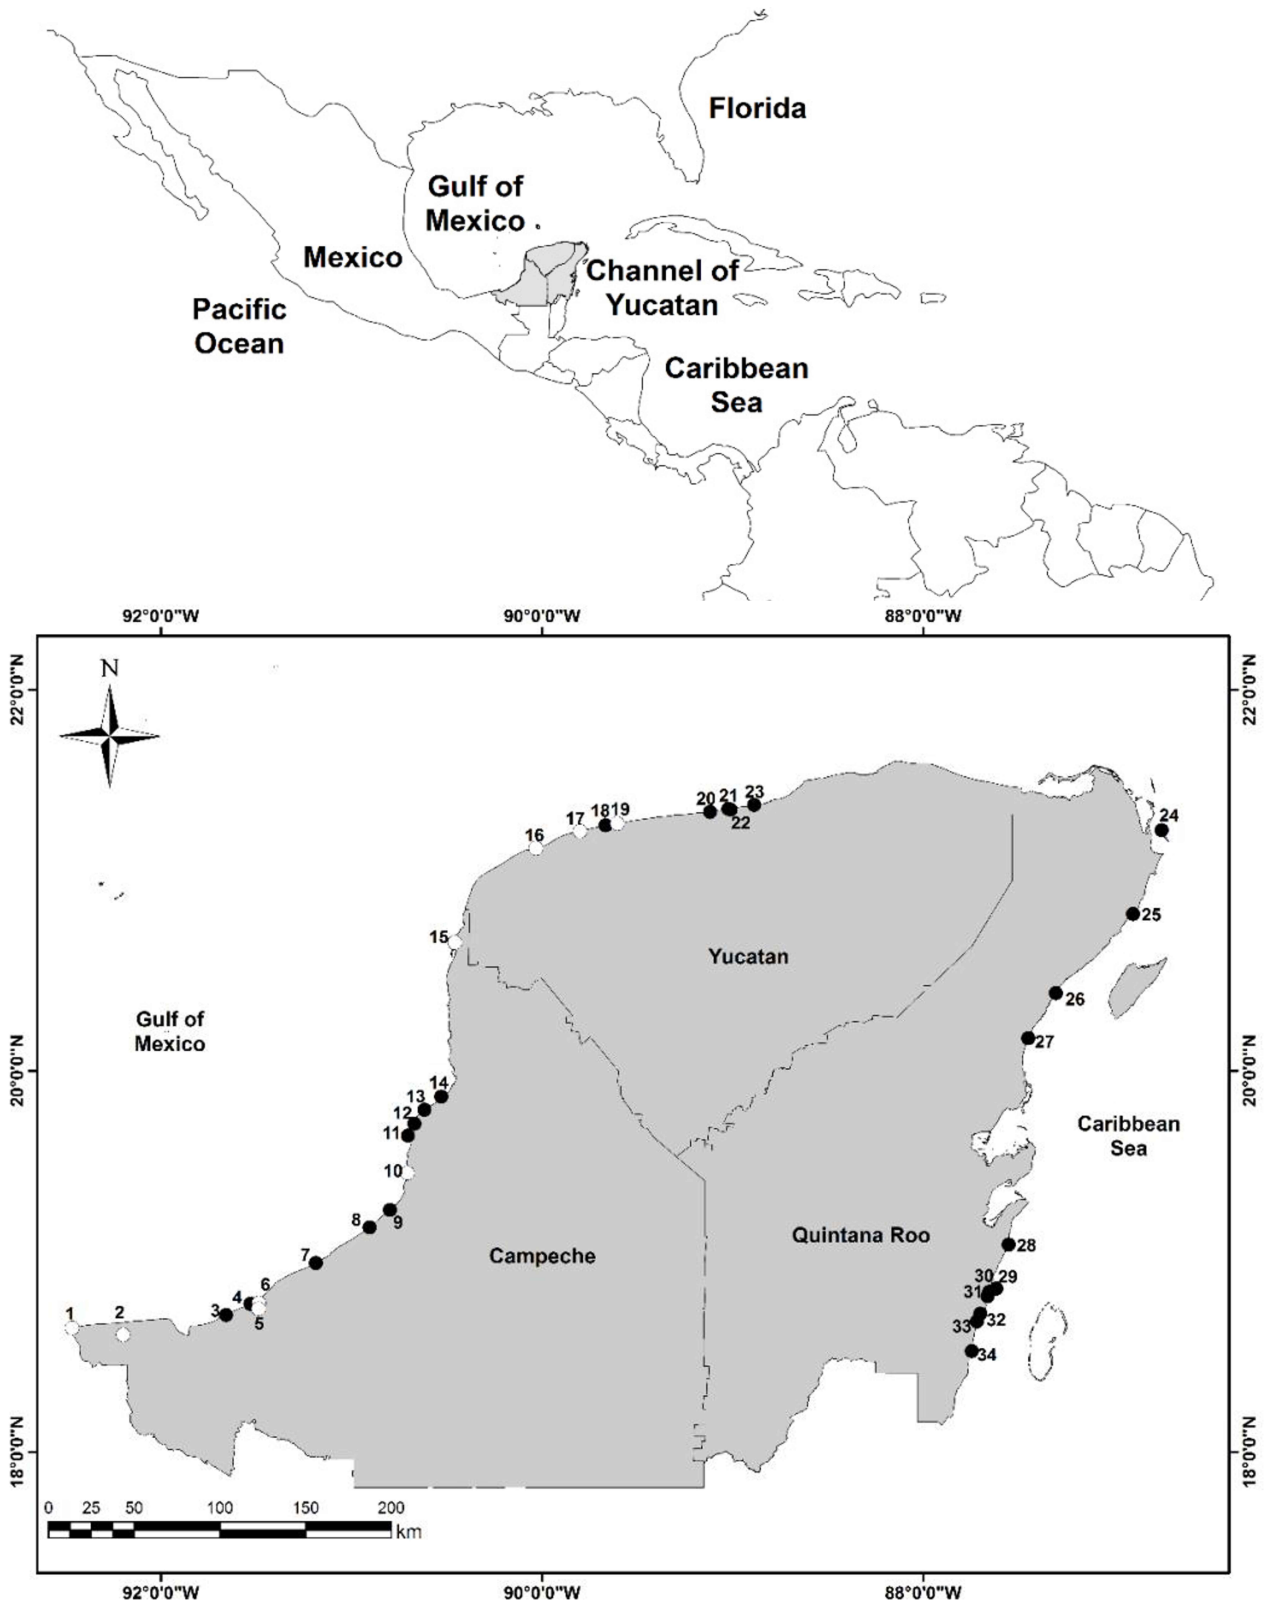 Florida
Gulf of
Mexico
Mexico
Channel of
Yucatan
Pacific
Ocean
Caribbean
Sea
92°0'0"W 90°0'0"W 88°0'0"W
22°0'0"N 22°0'0"N
N
24
23
20 21
22
18 19
17
16
25
15
Yucatan
26
Gulf of
Mexico
27
20°0'0"N 20°0'0"N
14
13
12
11
Caribbean
Sea
10
8
9
Quintana Roo
28
7
Campeche
30 29
31
6
4
3
5
1 2
32
33
34
18°0'0"N 18°0'0"N
0 25 50 100 150 200
km
92°0'0"W 90°0'0"W 88°0'0"W